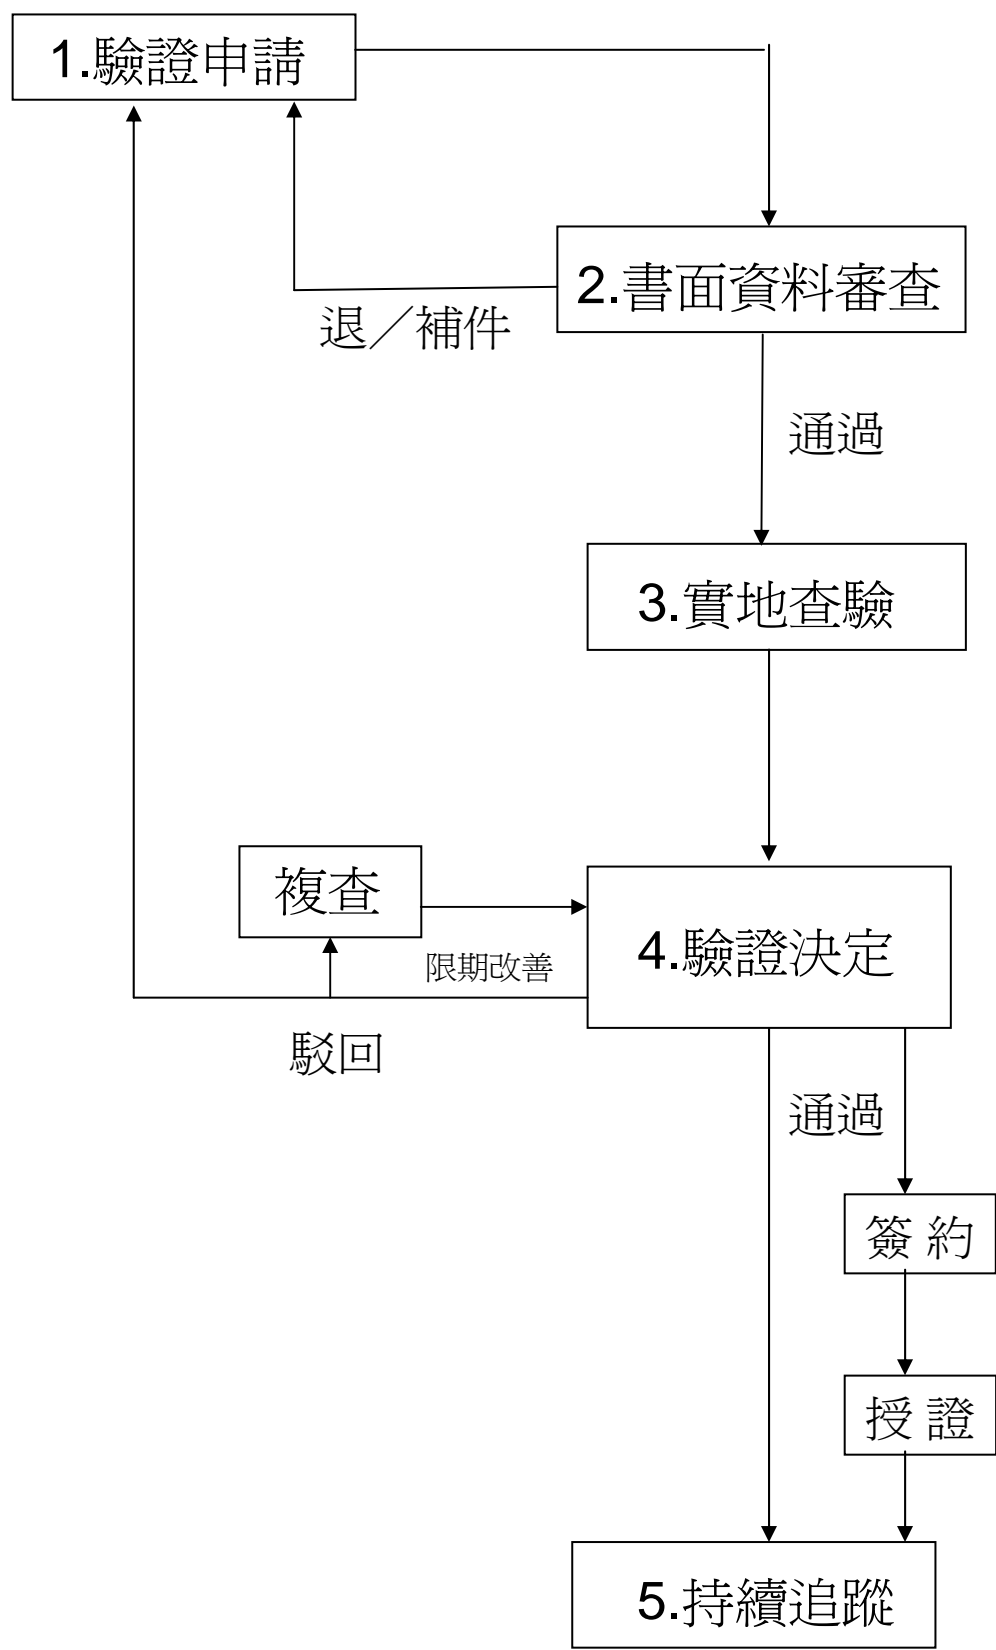 1.驗證申請
2.書面資料審查
退／補件
通過
3.實地查驗
複查
限期改善
4.驗證決定
駁回
通過
簽約
授證
5.持續追蹤